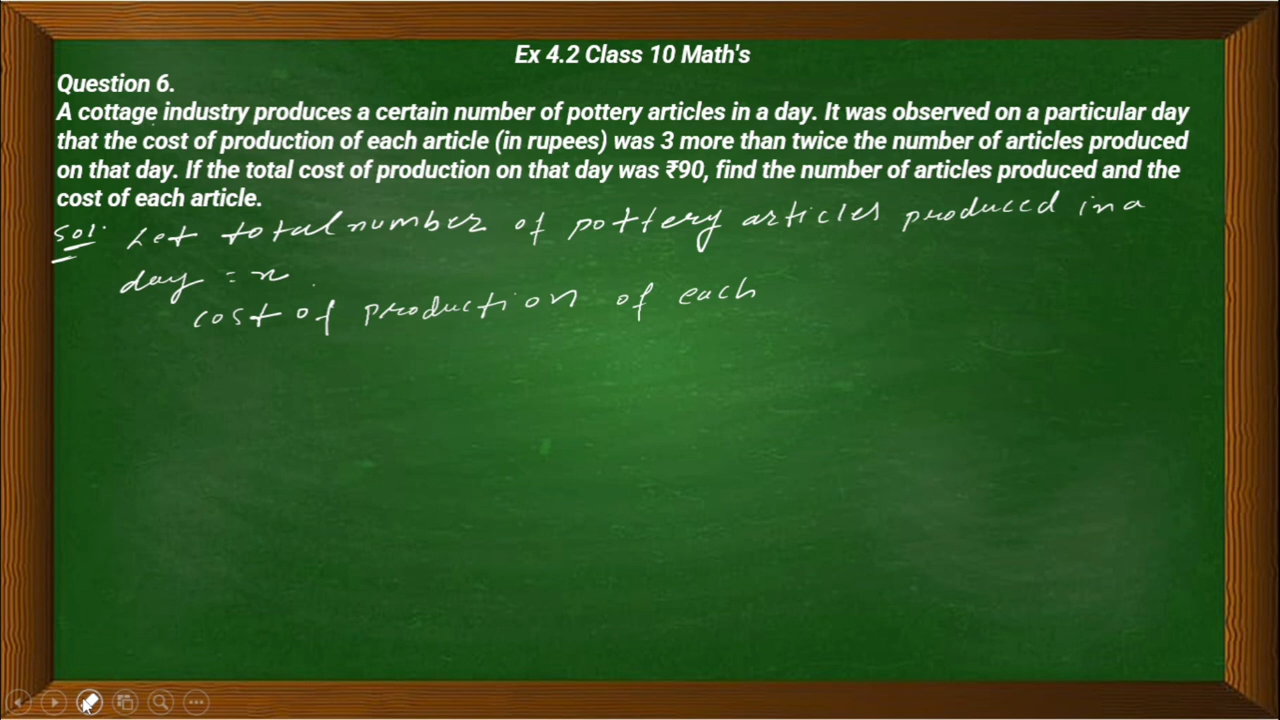 Ex 4.2 Class 10 Math's
Question 6.
A cottage industry produces a certain number of pottery articles in a day. It was observed on a particular day
that the cost of production of each article (in rupees) was 3 more than twice the number of articles produced
on that day. If the total cost of production on that day was ₹90, find the number of articles produced and the
cost of each article.
Sol. Let total number of pottery articles produced in a
day = x
cost of production of each